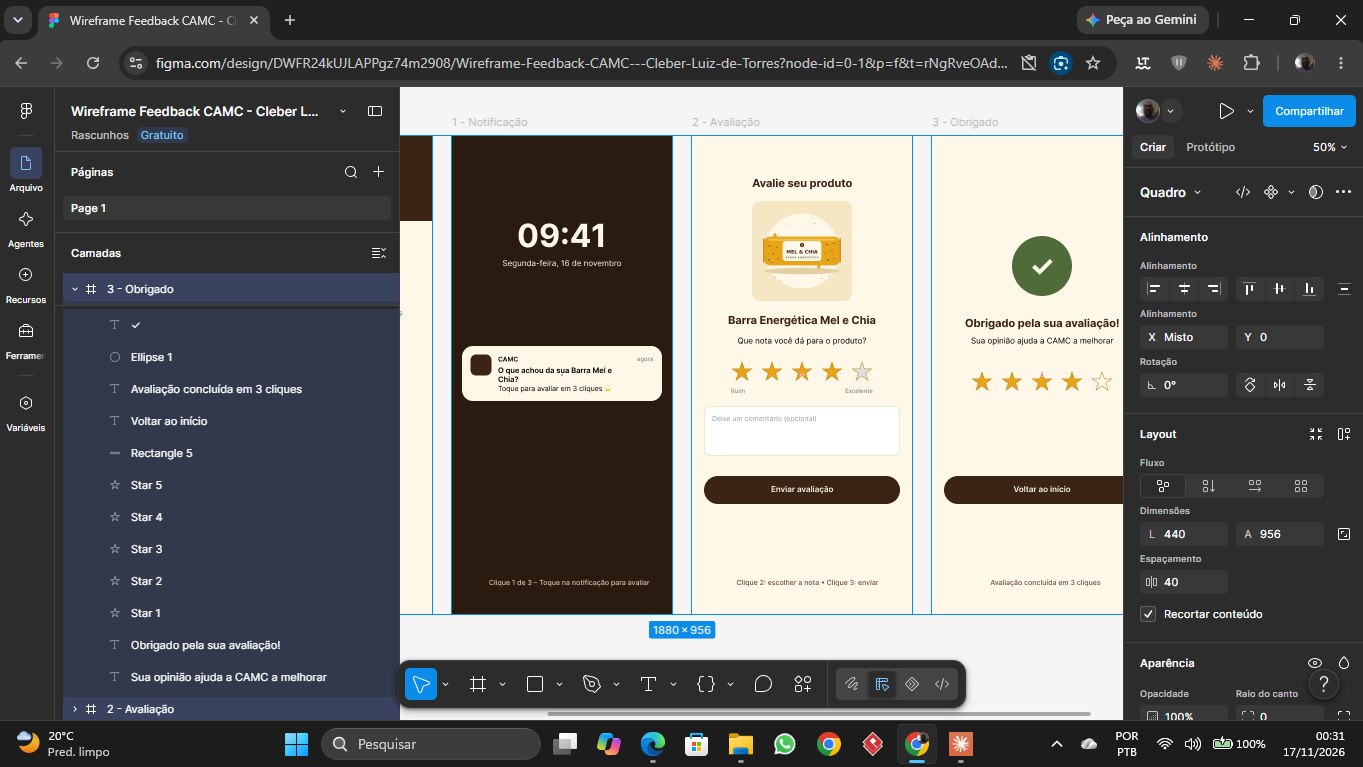 Wireframe Feedback CAMC - Cl
Peça ao Gemini
figma.com/design/DWFR24kUJLAPPgz74m2908/Wireframe-Feedback-CAMC---Cleber-Luiz-de-Torres?node-id=0-1&p=f&t=rNgRveOAd...
Arquivo
Agentes
Recursos
Ferramen
Variáveis
Wireframe Feedback CAMC - Cleber L...
Rascunhos Gratuito
Páginas
Page 1
Camadas
3 - Obrigado
✓
Ellipse 1
Avaliação concluída em 3 cliques
Voltar ao início
Rectangle 5
Star 5
Star 4
Star 3
Star 2
Star 1
Obrigado pela sua avaliação!
Sua opinião ajuda a CAMC a melhorar
2 - Avaliação
1 - Notificação
09:41
Segunda-feira, 16 de novembro
CAMC agora
O que achou da sua Barra Mel e
Chia?
Toque para avaliar em 3 cliques ⭐
Clique 1 de 3 – Toque na notificação para avaliar
2 - Avaliação
Avalie seu produto
MEL & CHIA
BARRA ENERGÉTICA
Barra Energética Mel e Chia
Que nota você dá para o produto?
Ruim Excelente
Deixe um comentário (opcional)
Enviar avaliação
Clique 2: escolher a nota • Clique 3: enviar
3 - Obrigado
Obrigado pela sua avaliação!
Sua opinião ajuda a CAMC a melhorar
Voltar ao início
Avaliação concluída em 3 cliques
1880 × 956
Compartilhar
Criar Protótipo 50%
Quadro
Alinhamento
Alinhamento
Alinhamento
X Misto Y 0
Rotação
0°
Layout
Fluxo
Dimensões
L 440 A 956
Espaçamento
40
Recortar conteúdo
Aparência
Opacidade Raio do canto
100% 0
?
20°C
Pred. limpo
Pesquisar
POR
PTB
100%
00:31
17/11/2026